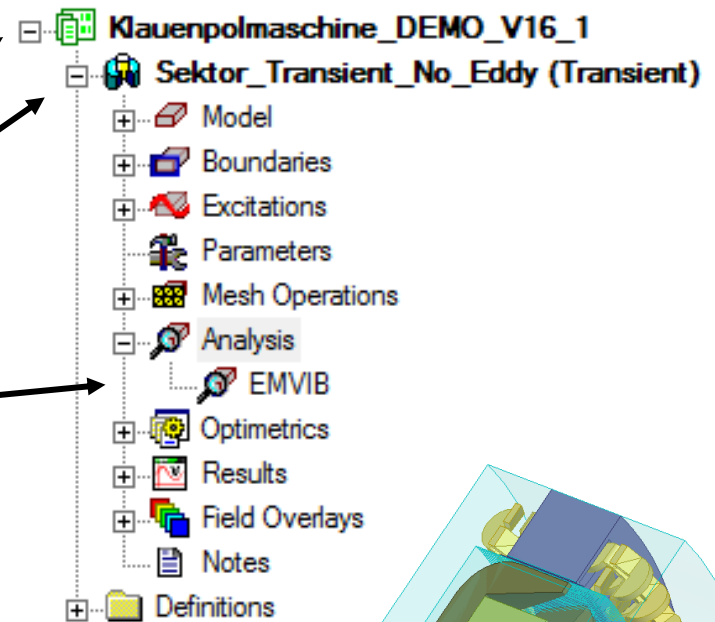 Klauenpolmaschine_DEMO_V16_1
Sektor_Transient_No_Eddy (Transient)
Model
Boundaries
Excitations
Parameters
Mesh Operations
Analysis
EMVIB
Optimetrics
Results
Field Overlays
Notes
Definitions